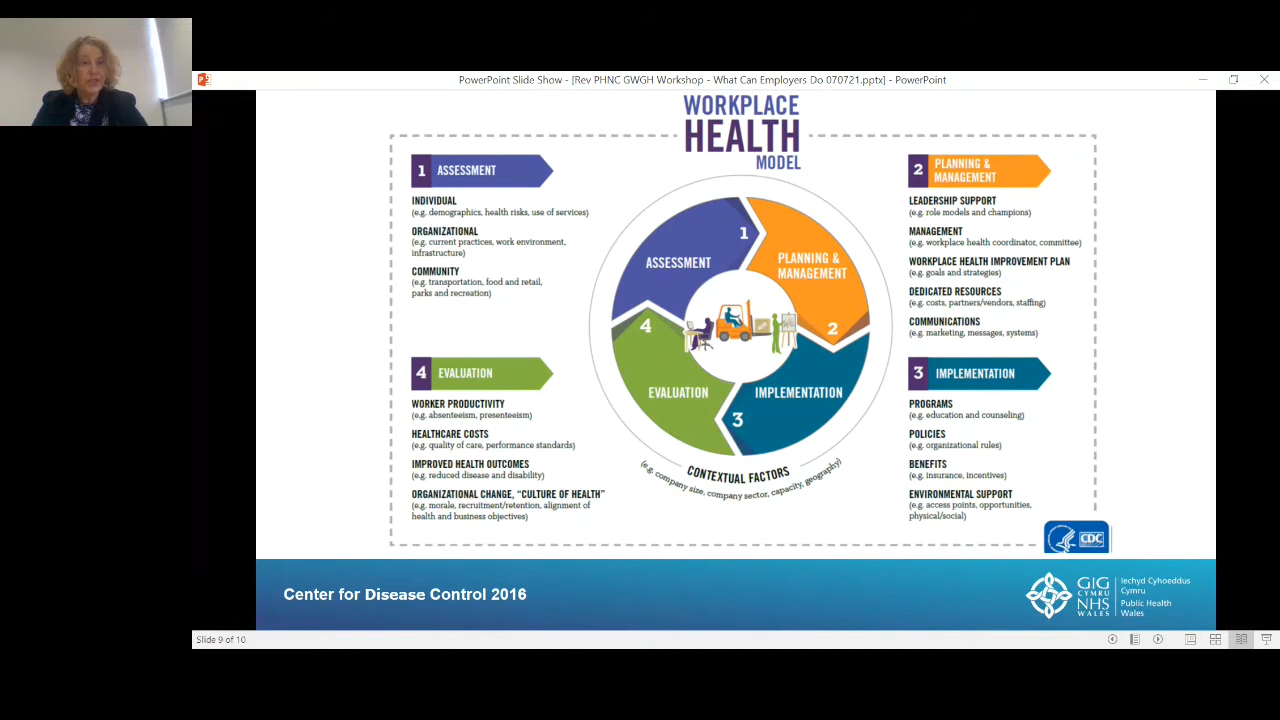 PowerPoint Slide Show - [Rev PHNC GWGH Workshop - What Can Employers Do 070721.pptx] - PowerPoint
WORKPLACE
HEALTH
MODEL
1 ASSESSMENT
INDIVIDUAL
(e.g. demographics, health risks, use of services)
ORGANIZATIONAL
(e.g. current practices, work environment,
infrastructure)
COMMUNITY
(e.g. transportation, food and retail,
parks and recreation)
2 PLANNING &
MANAGEMENT
LEADERSHIP SUPPORT
(e.g. role models and champions)
MANAGEMENT
(e.g. workplace health coordinator, committee)
WORKPLACE HEALTH IMPROVEMENT PLAN
(e.g. goals and strategies)
DEDICATED RESOURCES
(e.g. costs, partners/vendors, staffing)
COMMUNICATIONS
(e.g. marketing, messages, systems)
1
ASSESSMENT
PLANNING &
MANAGEMENT
2
4
EVALUATION
IMPLEMENTATION
3
CONTEXTUAL FACTORS
(e.g. company size, company sector, capacity, geography)
4 EVALUATION
WORKER PRODUCTIVITY
(e.g. absenteeism, presenteeism)
HEALTHCARE COSTS
(e.g. quality of care, performance standards)
IMPROVED HEALTH OUTCOMES
(e.g. reduced disease and disability)
ORGANIZATIONAL CHANGE, “CULTURE OF HEALTH”
(e.g. morale, recruitment/retention, alignment of
health and business objectives)
3 IMPLEMENTATION
PROGRAMS
(e.g. education and counseling)
POLICIES
(e.g. organizational rules)
BENEFITS
(e.g. insurance, incentives)
ENVIRONMENTAL SUPPORT
(e.g. access points, opportunities,
physical/social)
CDC
Center for Disease Control 2016
GIG
CYMRU
NHS
WALES
Iechyd Cyhoeddus
Cymru
Public Health
Wales
Slide 9 of 10